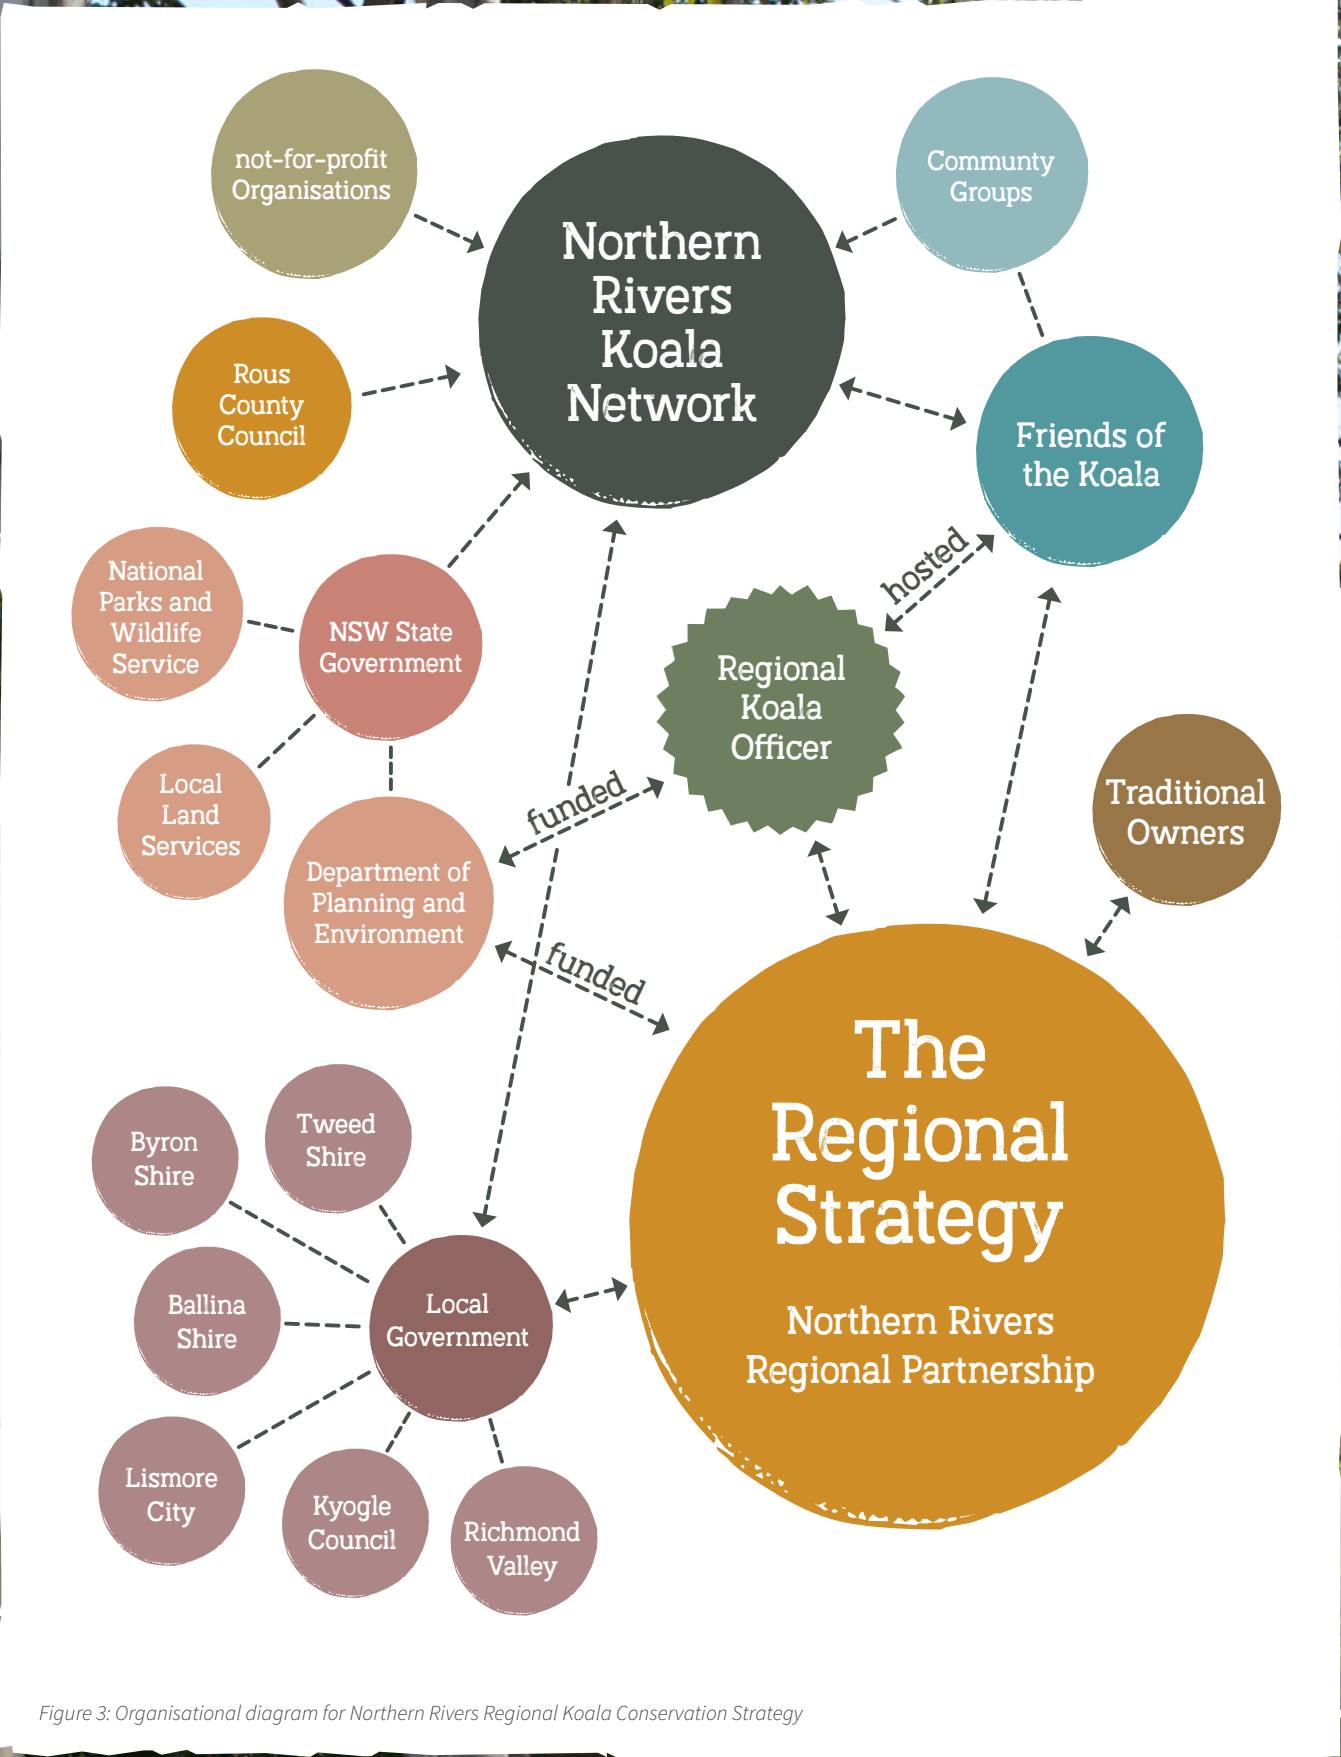 not-for-profit
Organisations
Communty
Groups
Northern
Rivers
Koala
Network
Rous
County
Council
Friends of
the Koala
National
Parks and
Wildlife
Service
NSW State
Government
hosted
Regional
Koala
Officer
Local
Land
Services
funded
Traditional
Owners
Department of
Planning and
Environment
funded
The
Regional
Strategy
Northern Rivers
Regional Partnership
Byron
Shire
Tweed
Shire
Ballina
Shire
Local
Government
Lismore
City
Kyogle
Council
Richmond
Valley
Figure 3: Organisational diagram for Northern Rivers Regional Koala Conservation Strategy